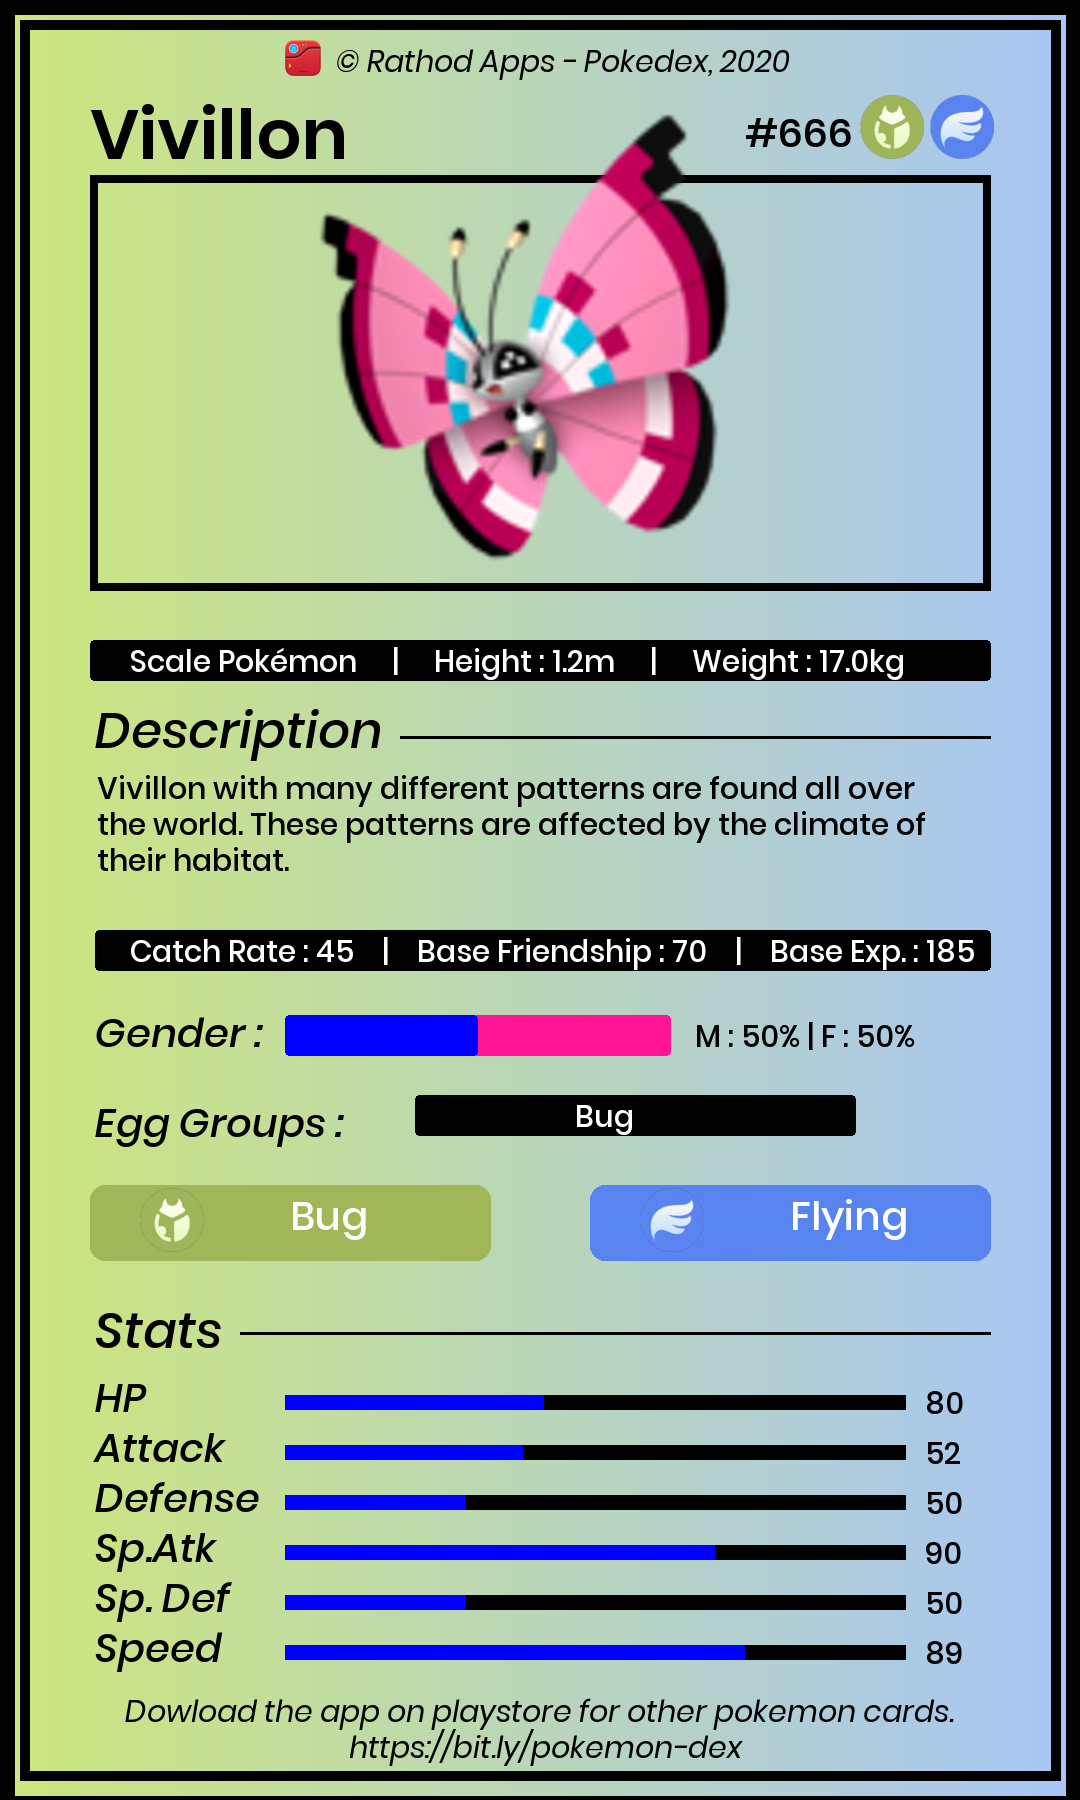 © Rathod Apps - Pokedex, 2020
Vivillon
#666
Scale Pokémon | Height : 1.2m | Weight : 17.0kg
Description
Vivillon with many different patterns are found all over
the world. These patterns are affected by the climate of
their habitat.
Catch Rate : 45 | Base Friendship : 70 | Base Exp. : 185
Gender : M : 50% | F : 50%
Egg Groups : Bug
Bug Flying
Stats
HP 80
Attack 52
Defense 50
Sp.Atk 90
Sp. Def 50
Speed 89
Dowload the app on playstore for other pokemon cards.
https://bit.ly/pokemon-dex